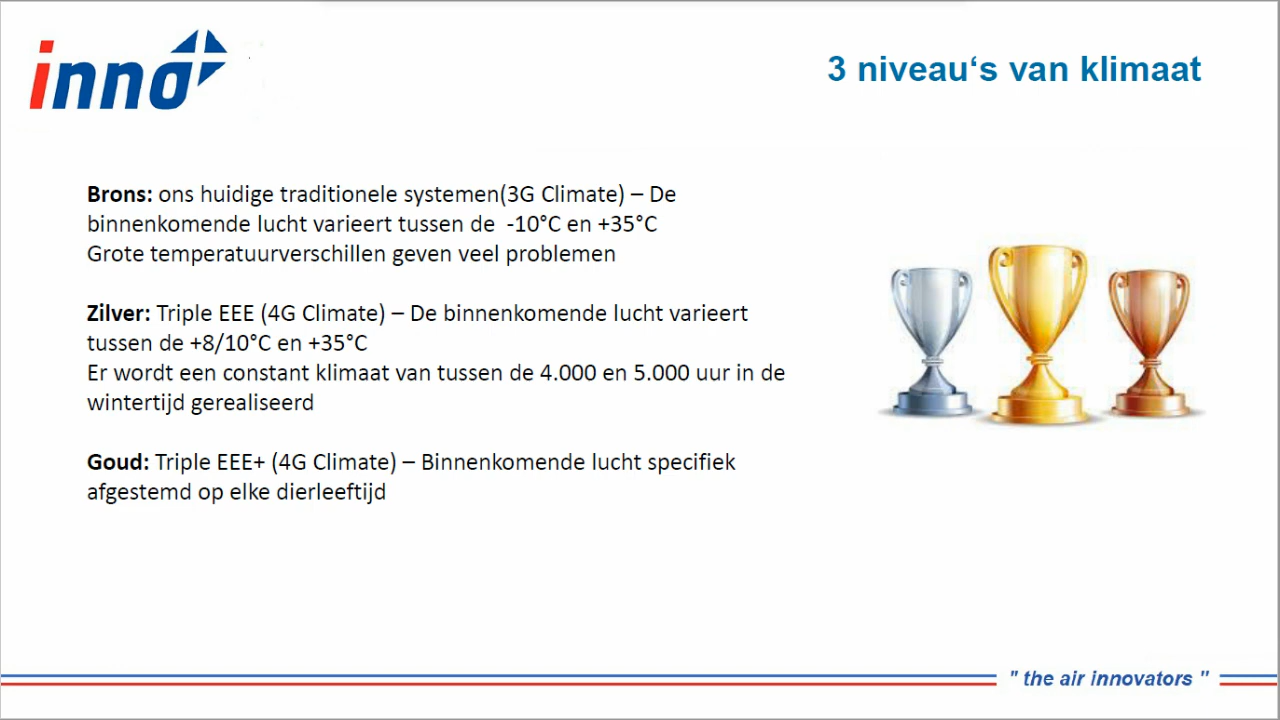 inno+
3 niveau‘s van klimaat
Brons: ons huidige traditionele systemen(3G Climate) – De
binnenkomende lucht varieert tussen de  -10°C en +35°C
Grote temperatuurverschillen geven veel problemen
Zilver: Triple EEE (4G Climate) – De binnenkomende lucht varieert
tussen de +8/10°C en +35°C
Er wordt een constant klimaat van tussen de 4.000 en 5.000 uur in de
wintertijd gerealiseerd
Goud: Triple EEE+ (4G Climate) – Binnenkomende lucht specifiek
afgestemd op elke dierleeftijd
" the air innovators "